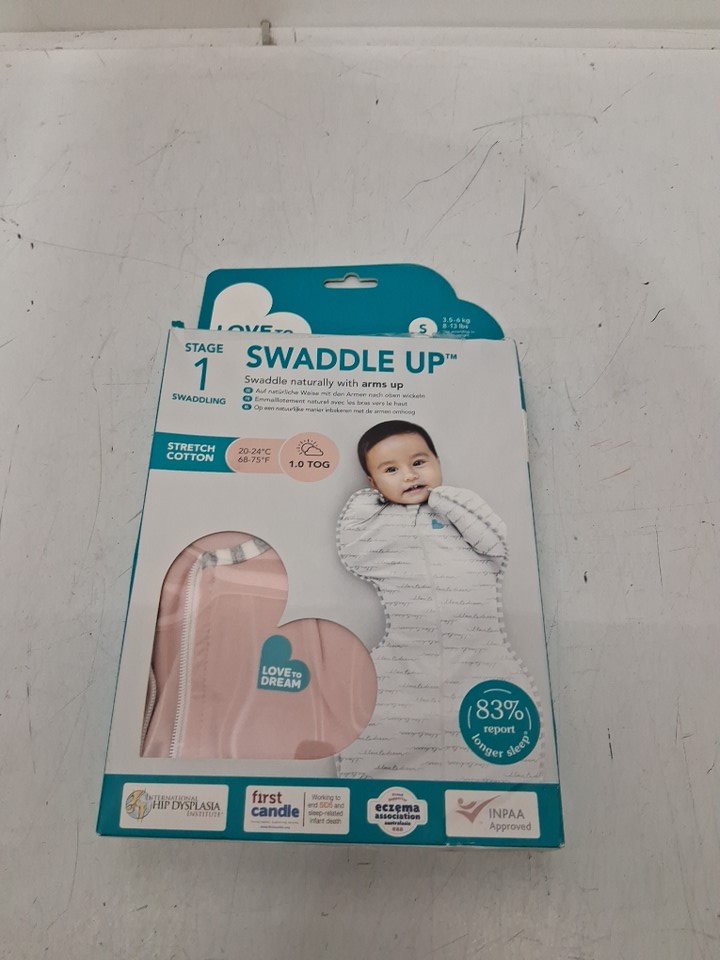 LOVE TO
S
3.5-6 kg
8-13 lbs
STAGE
1
SWADDLING
SWADDLE UP™
Swaddle naturally with arms up
Auf natürliche Weise mit den Armen nach oben wickeln
Emmaillotement naturel avec les bras vers le haut
Op een natuurlijke manier inbakeren met de armen omhoog
STRETCH
COTTON
20-24°C
68-75°F
1.0 TOG
LOVE TO
DREAM
83%
report
longer sleep
INTERNATIONAL
HIP DYSPLASIA
INSTITUTE
first
candle
Working to
end SIDS and
sleep-related
infant death
eczema
association
australasia
INPAA
Approved